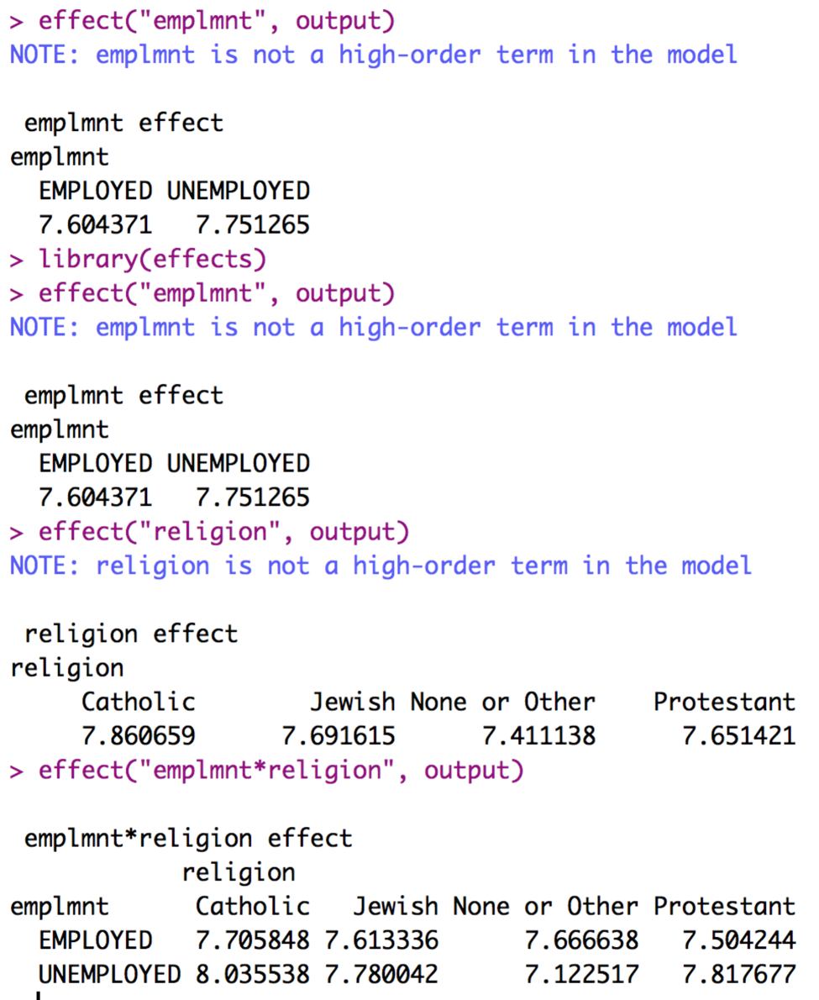 > effect("emplmnt", output)
NOTE: emplmnt is not a high-order term in the model
emplmnt effect
emplmnt
EMPLOYED UNEMPLOYED
7.604371 7.751265
> library(effects)
> effect("emplmnt", output)
NOTE: emplmnt is not a high-order term in the model
emplmnt effect
emplmnt
EMPLOYED UNEMPLOYED
7.604371 7.751265
> effect("religion", output)
NOTE: religion is not a high-order term in the model
religion effect
religion
Catholic Jewish None or Other Protestant
7.860659 7.691615 7.411138 7.651421
> effect("emplmnt*religion", output)
emplmnt*religion effect
religion
emplmnt Catholic Jewish None or Other Protestant
EMPLOYED 7.705848 7.613336 7.666638 7.504244
UNEMPLOYED 8.035538 7.780042 7.122517 7.817677